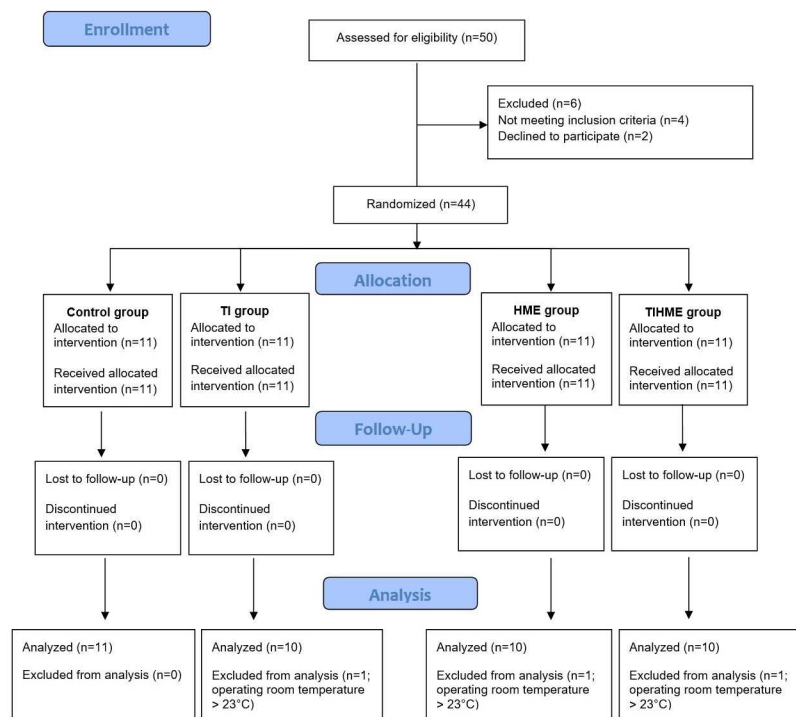 Enrollment
Assessed for eligibility (n=50)
Excluded (n=6)
Not meeting inclusion criteria (n=4)
Declined to participate (n=2)
Randomized (n=44)
Allocation
Control group
Allocated to
intervention (n=11)
Received allocated
intervention (n=11)
TI group
Allocated to
intervention (n=11)
Received allocated
intervention (n=11)
HME group
Allocated to
intervention (n=11)
Received allocated
intervention (n=11)
TIHME group
Allocated to
intervention (n=11)
Received allocated
intervention (n=11)
Follow-Up
Lost to follow-up (n=0)
Discontinued
intervention (n=0)
Lost to follow-up (n=0)
Discontinued
intervention (n=0)
Lost to follow-up (n=0)
Discontinued
intervention (n=0)
Lost to follow-up (n=0)
Discontinued
intervention (n=0)
Analysis
Analyzed (n=11)
Excluded from analysis (n=0)
Analyzed (n=10)
Excluded from analysis (n=1;
operating room temperature
> 23°C)
Analyzed (n=10)
Excluded from analysis (n=1;
operating room temperature
> 23°C)
Analyzed (n=10)
Excluded from analysis (n=1;
operating room temperature
> 23°C)